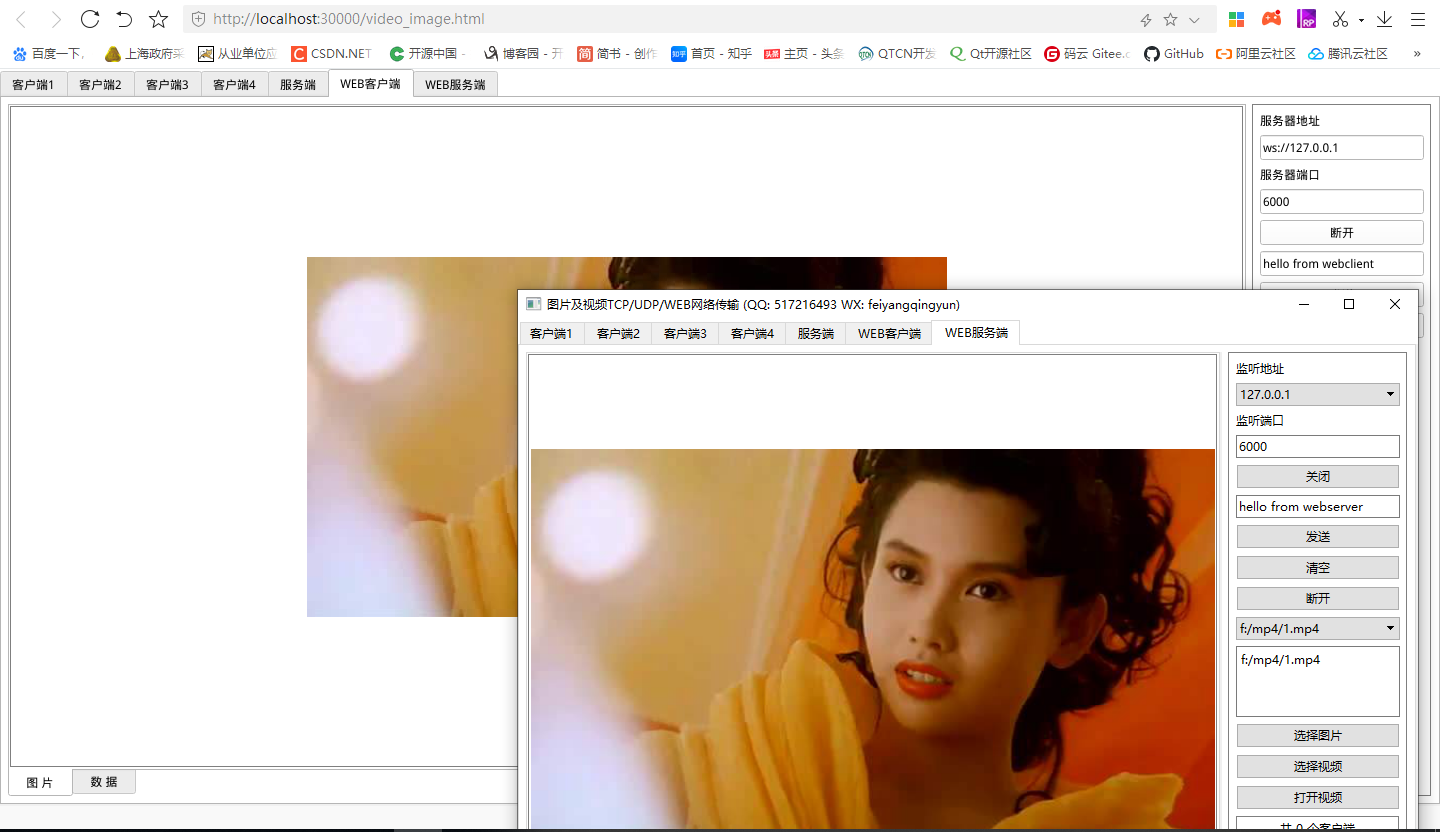 http://localhost:30000/video_image.html
百度一下,
上海政府采
从业单位应
CSDN.NET
开源中国 -
博客园 - 开
简书 - 创作
首页 - 知乎
主页 - 头条
QTCN开发
Qt开源社区
码云 Gitee.c
GitHub
阿里云社区
腾讯云社区
»
客户端1 客户端2 客户端3 客户端4 服务端 WEB客户端 WEB服务端
服务器地址
ws://127.0.0.1
服务器端口
6000
断开
hello from webclient
图 片 数 据
图片及视频TCP/UDP/WEB网络传输 (QQ: 517216493 WX: feiyangqingyun)
客户端1 客户端2 客户端3 客户端4 服务端 WEB客户端 WEB服务端
监听地址
127.0.0.1
监听端口
6000
关闭
hello from webserver
发送
清空
断开
f:/mp4/1.mp4
f:/mp4/1.mp4
选择图片
选择视频
打开视频
共 0 个客户端